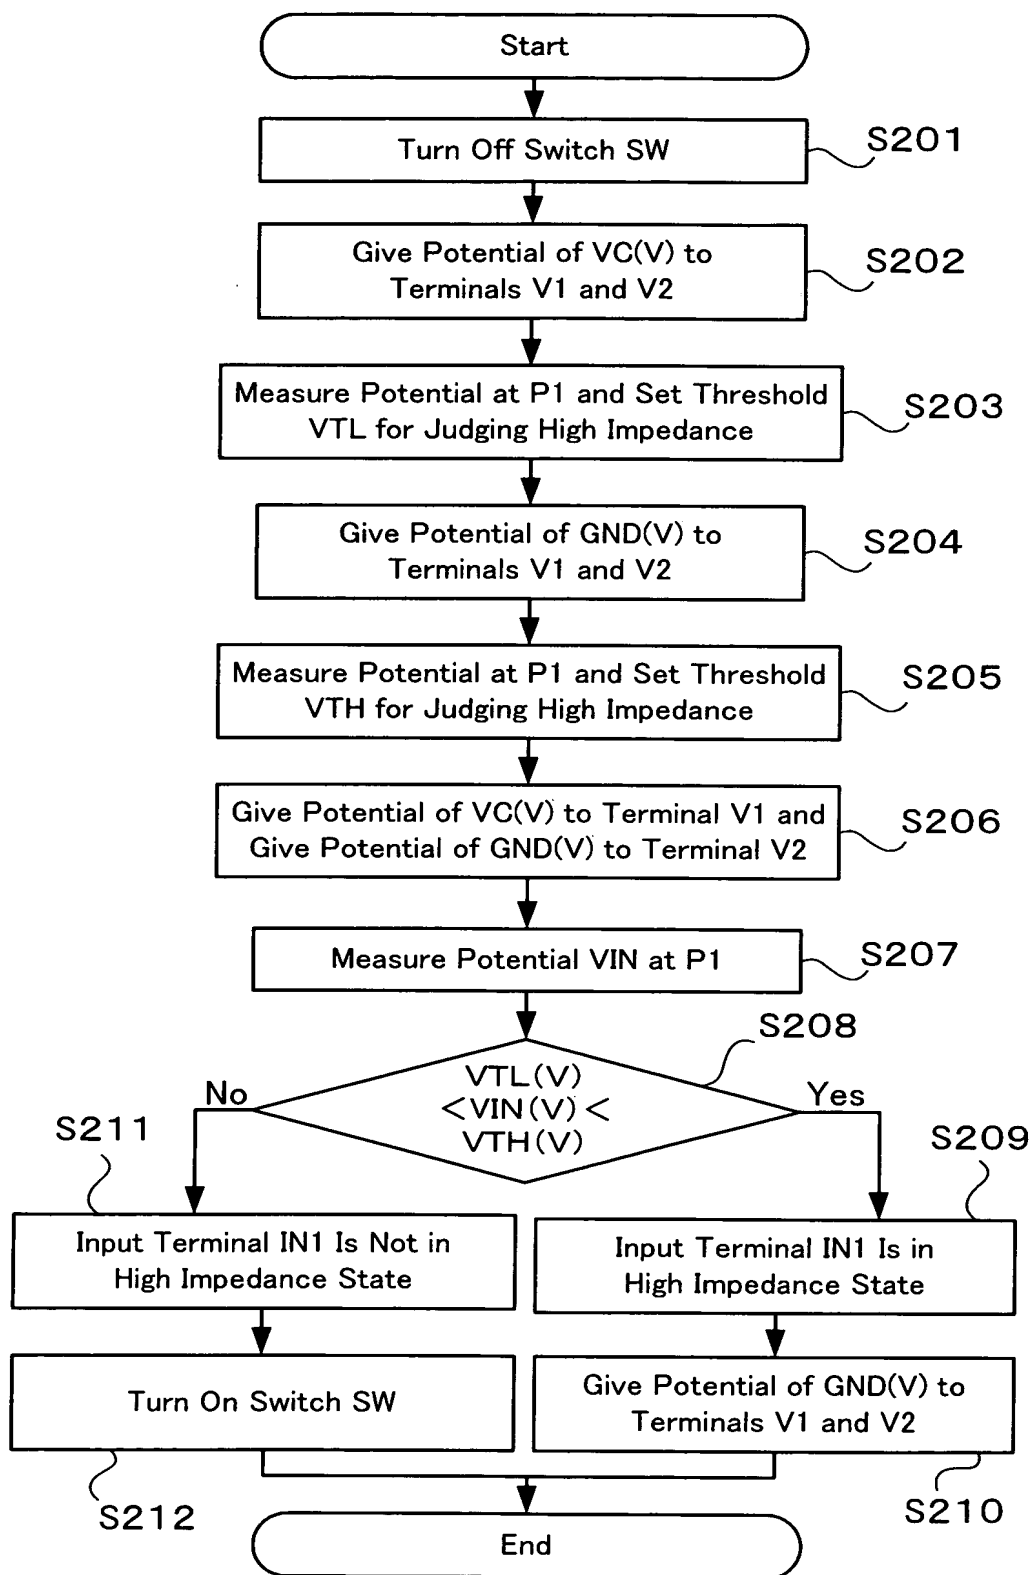 Start
Turn Off Switch SW
S201
Give Potential of VC(V) to
Terminals V1 and V2
S202
Measure Potential at P1 and Set Threshold
VTL for Judging High Impedance
S203
Give Potential of GND(V) to
Terminals V1 and V2
S204
Measure Potential at P1 and Set Threshold
VTH for Judging High Impedance
S205
Give Potential of VC(V) to Terminal V1 and
Give Potential of GND(V) to Terminal V2
S206
Measure Potential VIN at P1
S207
S208
VTL(V)
<VIN(V)<
VTH(V)
No
Yes
S211
S209
Input Terminal IN1 Is Not in
High Impedance State
Input Terminal IN1 Is in
High Impedance State
Turn On Switch SW
Give Potential of GND(V) to
Terminals V1 and V2
S212
S210
End